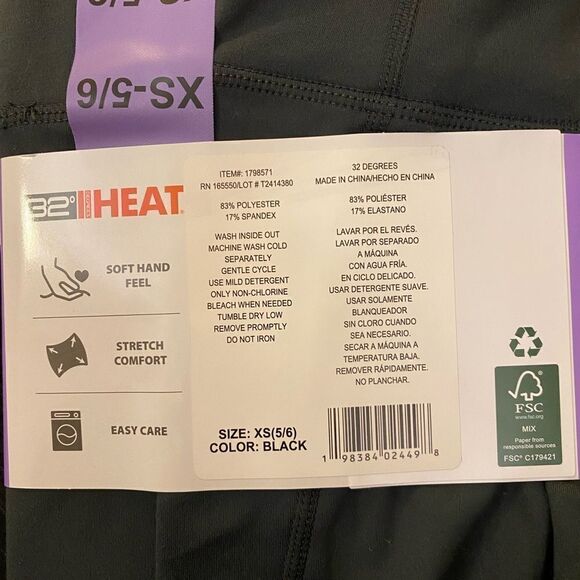 XS-5/6
32° DEGREES HEAT
SOFT HAND
FEEL
STRETCH
COMFORT
EASY CARE
ITEM#: 1798571
RN 165550/LOT # T2414380
83% POLYESTER
17% SPANDEX
WASH INSIDE OUT
MACHINE WASH COLD
SEPARATELY
GENTLE CYCLE
USE MILD DETERGENT
ONLY NON-CHLORINE
BLEACH WHEN NEEDED
TUMBLE DRY LOW
REMOVE PROMPTLY
DO NOT IRON
SIZE: XS(5/6)
COLOR: BLACK
32 DEGREES
MADE IN CHINA/HECHO EN CHINA
83% POLIÉSTER
17% ELASTANO
LAVAR POR EL REVÉS.
LAVAR POR SEPARADO
A MÁQUINA
CON AGUA FRÍA.
EN CICLO DELICADO.
USAR DETERGENTE SUAVE.
USAR SOLAMENTE
BLANQUEADOR
SIN CLORO CUANDO
SEA NECESARIO.
SECAR A MÁQUINA A
TEMPERATURA BAJA.
REMOVER RÁPIDAMENTE.
NO PLANCHAR.
1 98384 02449 8
FSC
www.fsc.org
MIX
Paper from
responsible sources
FSC® C179421